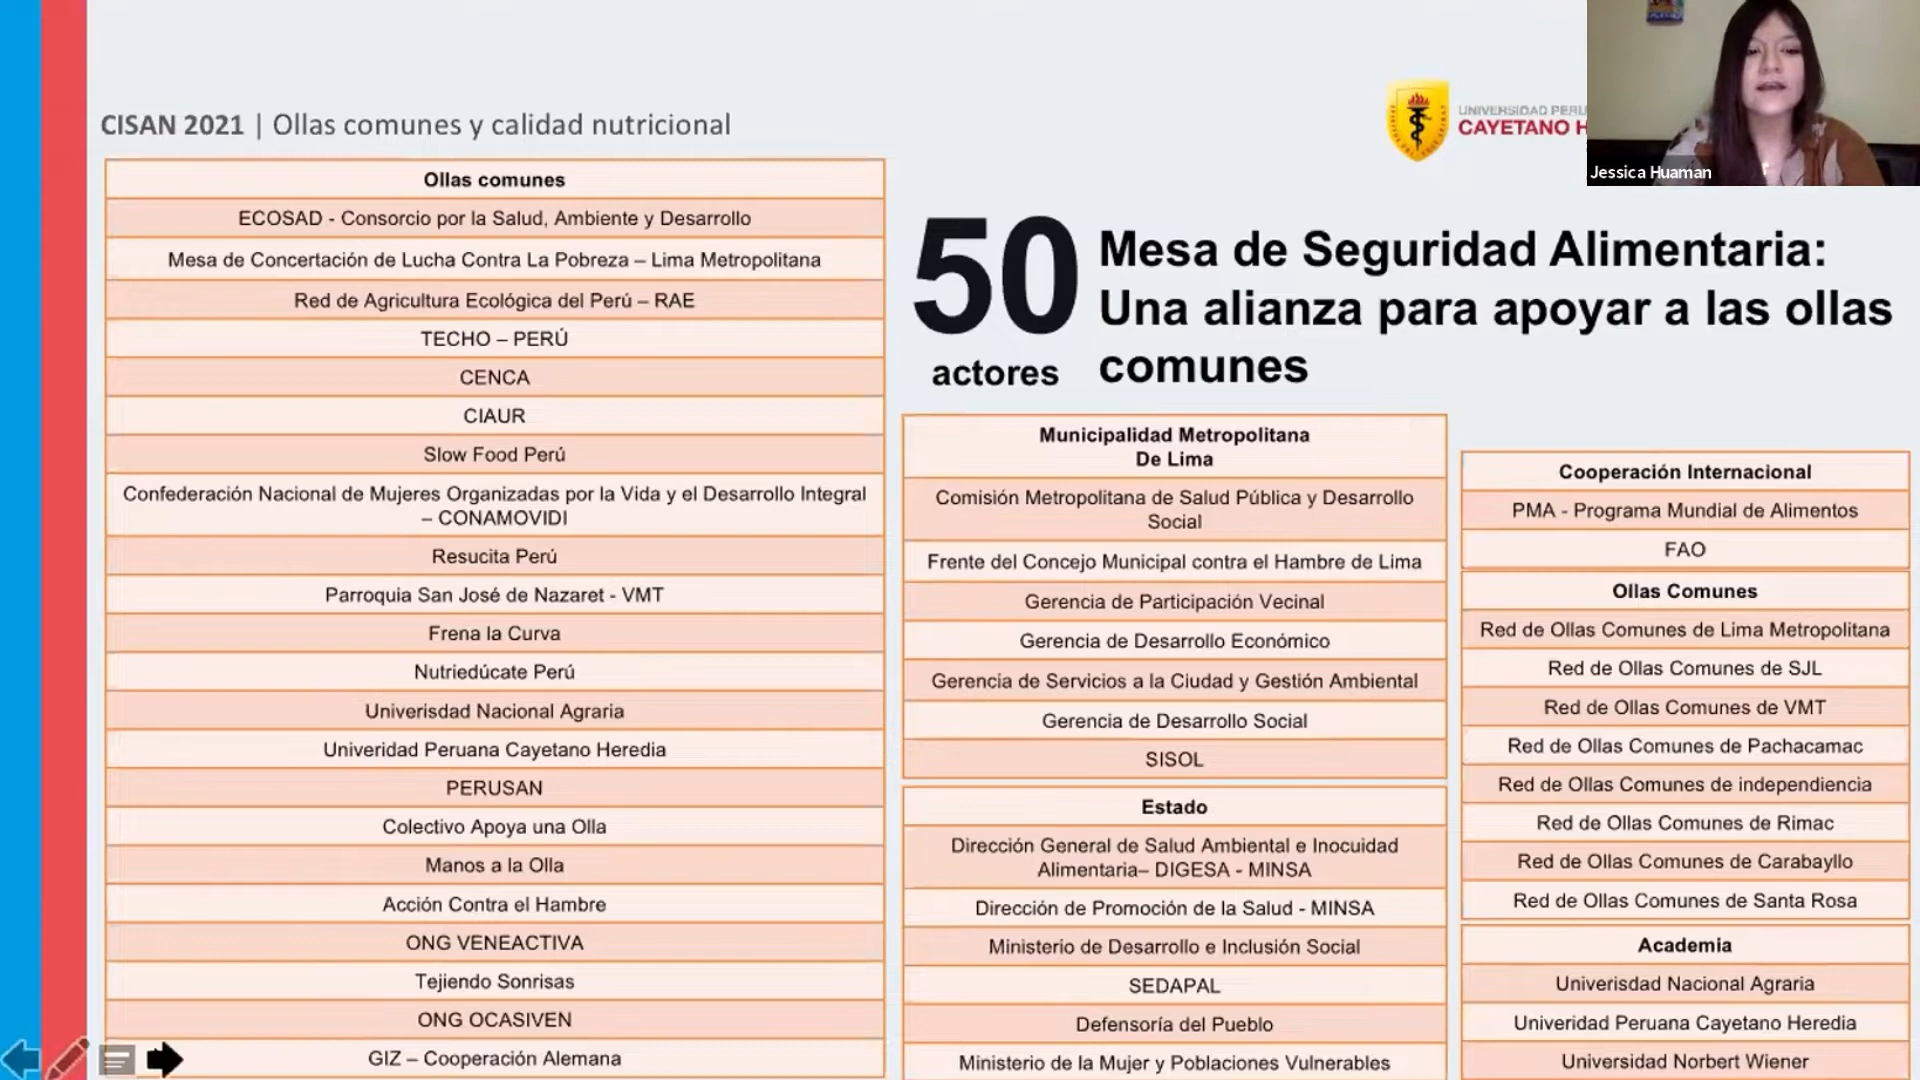 CISAN 2021 | Ollas comunes y calidad nutricional
UNIVERSIDAD
CAYETANO
Jessica Huaman
Ollas comunes
ECOSAD - Consorcio por la Salud, Ambiente y Desarrollo
Mesa de Concertación de Lucha Contra La Pobreza – Lima Metropolitana
Red de Agricultura Ecológica del Perú – RAE
TECHO – PERÚ
CENCA
CIAUR
Slow Food Perú
Confederación Nacional de Mujeres Organizadas por la Vida y el Desarrollo Integral
– CONAMOVIDI
Resucita Perú
Parroquia San José de Nazaret - VMT
Frena la Curva
Nutriedúcate Perú
Univerisdad Nacional Agraria
Univeridad Peruana Cayetano Heredia
PERUSAN
Colectivo Apoya una Olla
Manos a la Olla
Acción Contra el Hambre
ONG VENEACTIVA
Tejiendo Sonrisas
ONG OCASIVEN
GIZ – Cooperación Alemana
50
actores
Mesa de Seguridad Alimentaria:
Una alianza para apoyar a las ollas
comunes
Municipalidad Metropolitana
De Lima
Comisión Metropolitana de Salud Pública y Desarrollo
Social
Frente del Concejo Municipal contra el Hambre de Lima
Gerencia de Participación Vecinal
Gerencia de Desarrollo Económico
Gerencia de Servicios a la Ciudad y Gestión Ambiental
Gerencia de Desarrollo Social
SISOL
Estado
Dirección General de Salud Ambiental e Inocuidad
Alimentaria– DIGESA - MINSA
Dirección de Promoción de la Salud - MINSA
Ministerio de Desarrollo e Inclusión Social
SEDAPAL
Defensoría del Pueblo
Ministerio de la Mujer y Poblaciones Vulnerables
Cooperación Internacional
PMA - Programa Mundial de Alimentos
FAO
Ollas Comunes
Red de Ollas Comunes de Lima Metropolitana
Red de Ollas Comunes de SJL
Red de Ollas Comunes de VMT
Red de Ollas Comunes de Pachacamac
Red de Ollas Comunes de independiencia
Red de Ollas Comunes de Rimac
Red de Ollas Comunes de Carabayllo
Red de Ollas Comunes de Santa Rosa
Academia
Univerisdad Nacional Agraria
Univeridad Peruana Cayetano Heredia
Universidad Norbert Wiener